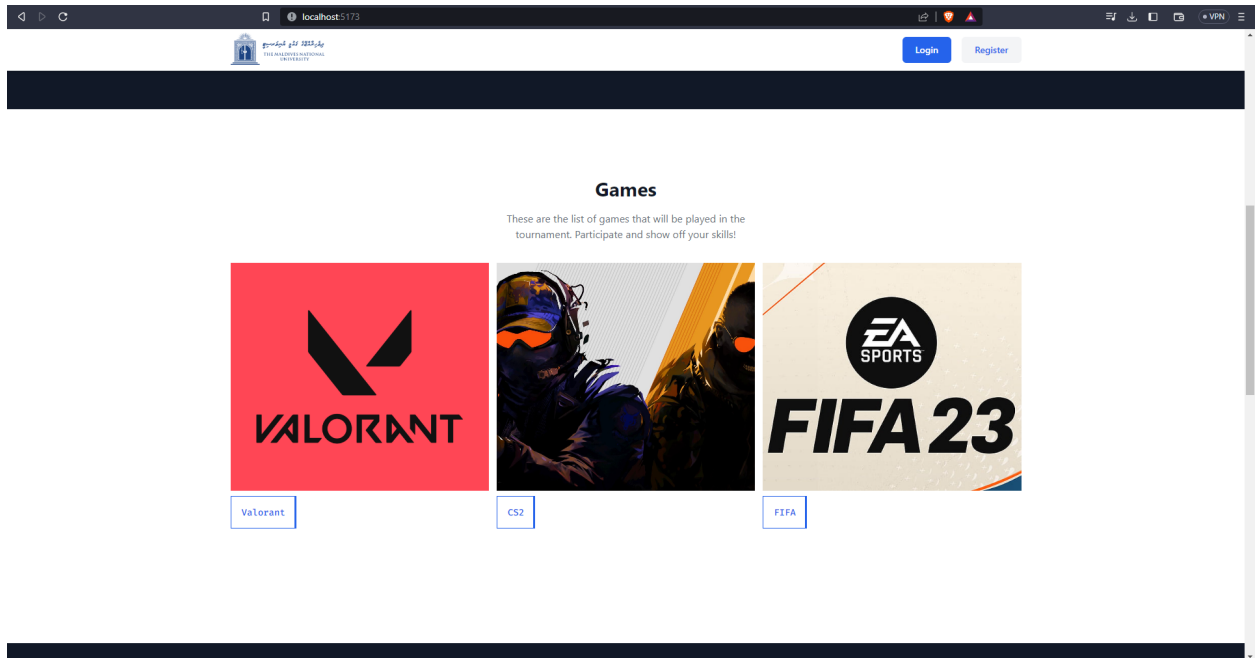 localhost:5173
VPN
ދިވެހިރާއްޖޭގެ ޤައުމީ ޔުނިވަރސިޓީ
THE MALDIVES NATIONAL
UNIVERSITY
Login
Register
Games
These are the list of games that will be played in the
tournament. Participate and show off your skills!
VALORANT
EA
SPORTS
FIFA 23
Valorant
CS2
FIFA